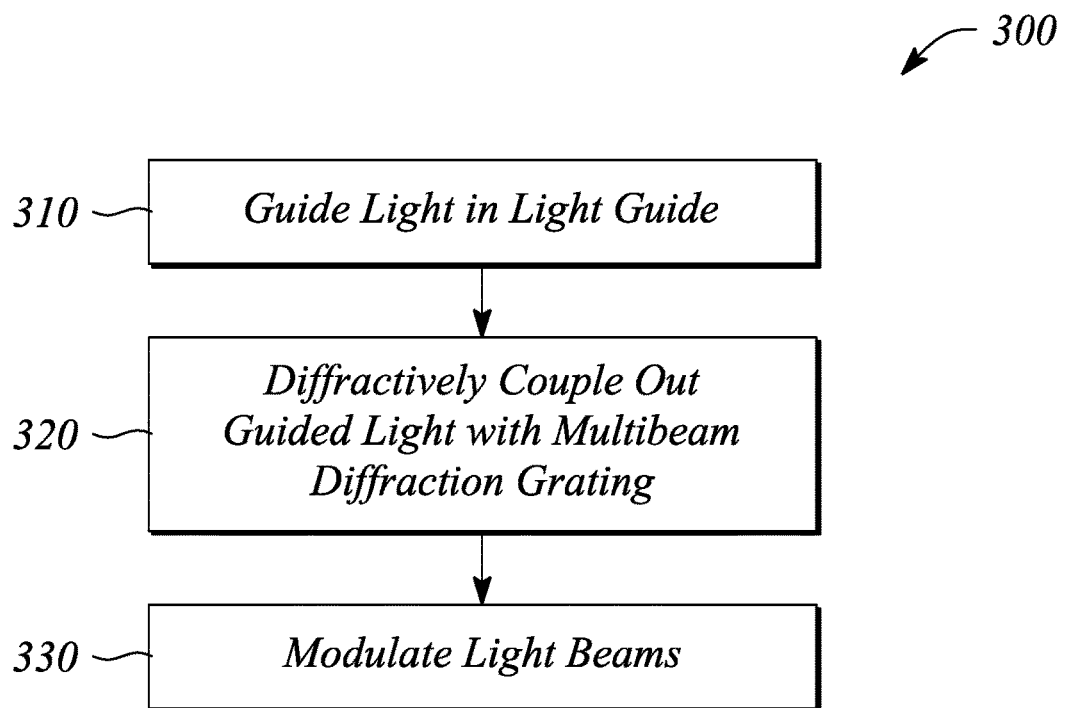 300
310
Guide Light in Light Guide
320
Diffractively Couple Out
Guided Light with Multibeam
Diffraction Grating
330
Modulate Light Beams